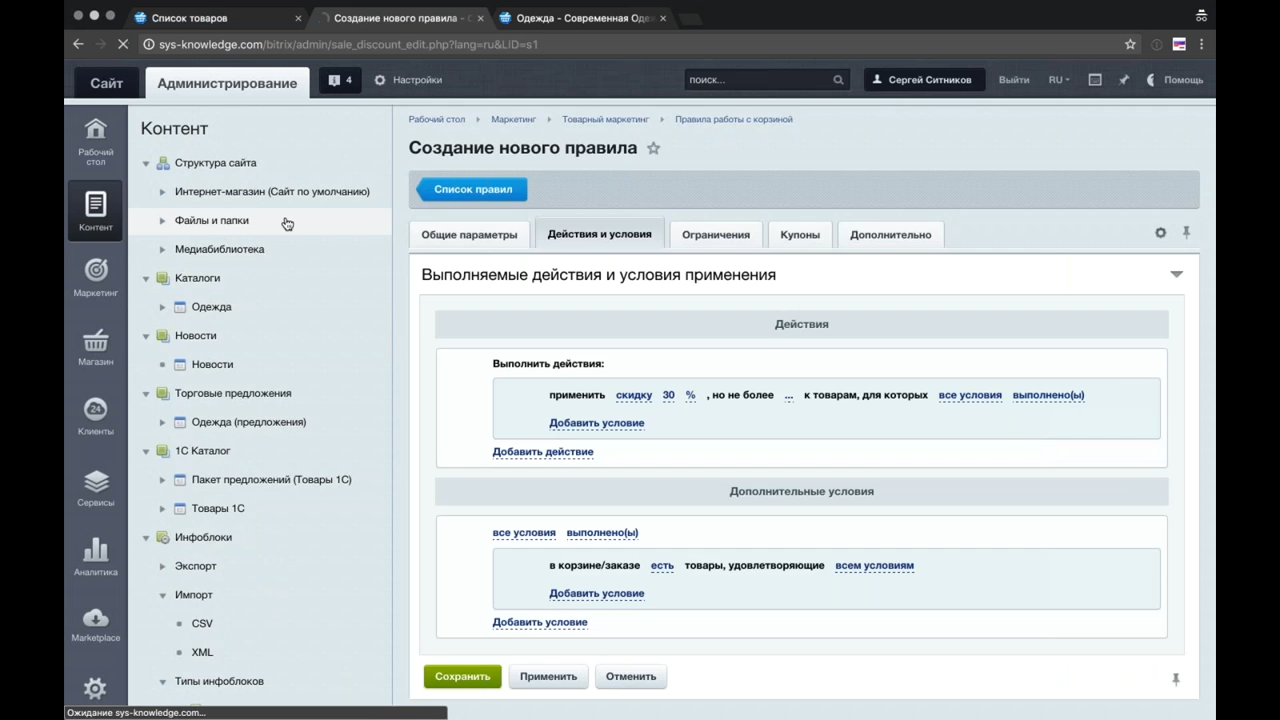 Список товаров
Создание нового правила - С
Одежда - Современная Одеж
sys-knowledge.com/bitrix/admin/sale_discount_edit.php?lang=ru&LID=s1
Сайт
Администрирование
4
Настройки
поиск...
Сергей Ситников
Выйти
RU
Помощь
Рабочий стол
Контент
Маркетинг
Магазин
24
Клиенты
Сервисы
Аналитика
Marketplace
Контент
Структура сайта
Интернет-магазин (Сайт по умолчанию)
Файлы и папки
Медиабиблиотека
Каталоги
Одежда
Новости
Новости
Торговые предложения
Одежда (предложения)
1С Каталог
Пакет предложений (Товары 1С)
Товары 1С
Инфоблоки
Экспорт
Импорт
CSV
XML
Типы инфоблоков
Рабочий стол Маркетинг Товарный маркетинг Правила работы с корзиной
Создание нового правила
Список правил
Общие параметры Действия и условия Ограничения Купоны Дополнительно
Выполняемые действия и условия применения
Действия
Выполнить действия:
применить скидку 30 % , но не более ... к товарам, для которых все условия выполнено(ы)
Добавить условие
Добавить действие
Дополнительные условия
все условия выполнено(ы)
в корзине/заказе есть товары, удовлетворяющие всем условиям
Добавить условие
Добавить условие
Сохранить Применить Отменить
Ожидание sys-knowledge.com...